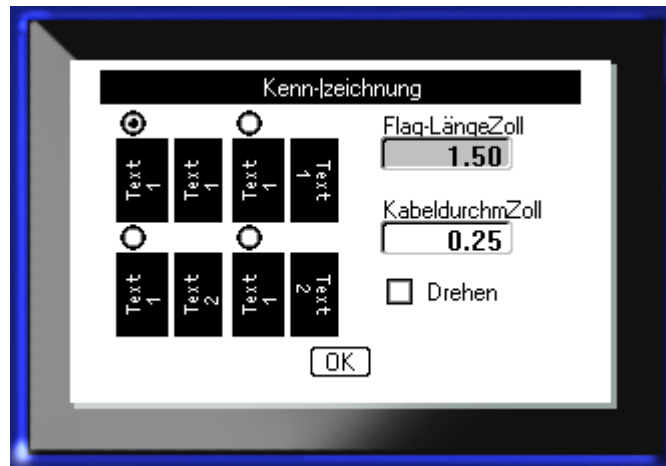 Kenn-|zeichnung
Flag-LängeZoll
1.50
Text 1
Text 1
Text 1
Text 1
KabeldurchmZoll
0.25
Text 1
Text 2
Text 1
Text 2
Drehen
OK